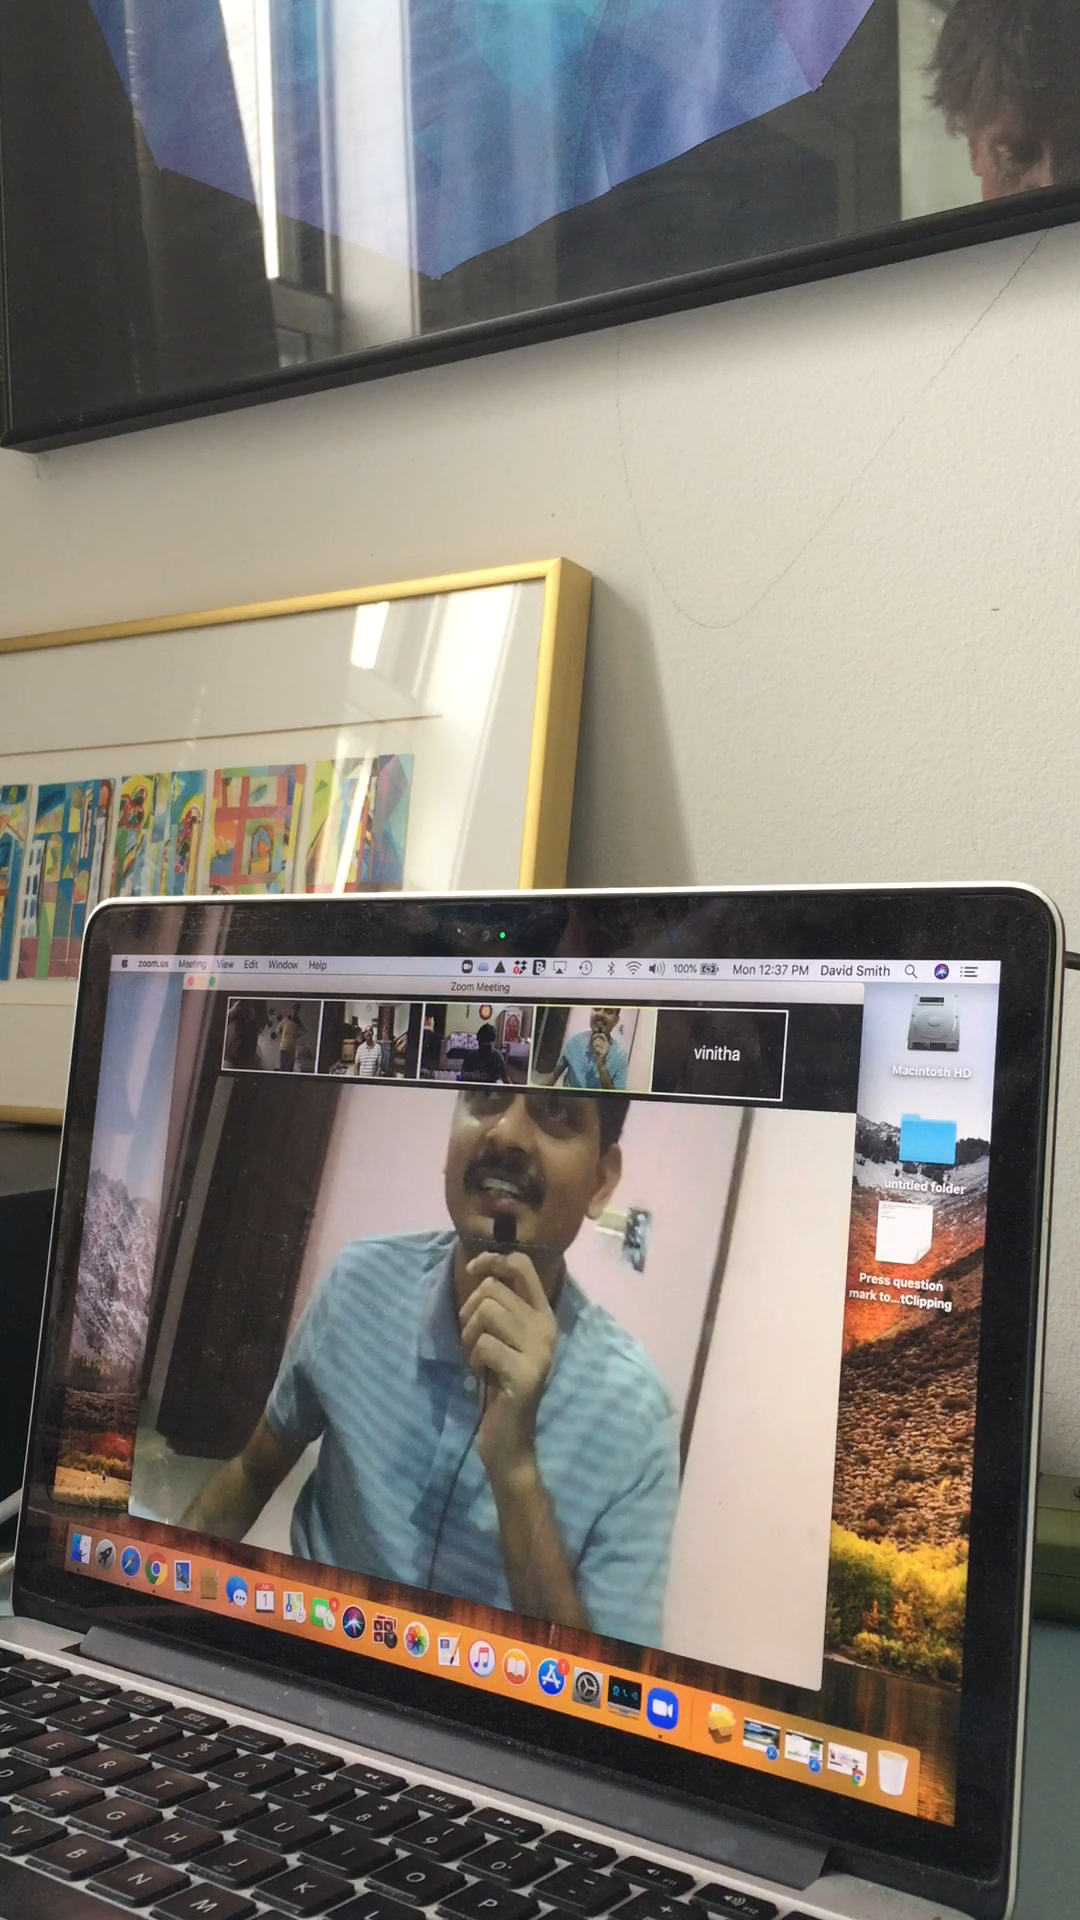 zoom.us Meeting View Edit Window Help 100% Mon 12:37 PM David Smith
Zoom Meeting
vinitha
Macintosh HD
untitled folder
Press question
mark to...tClipping
1
W E R T Y U I O P
D F G H J K L
V B N M